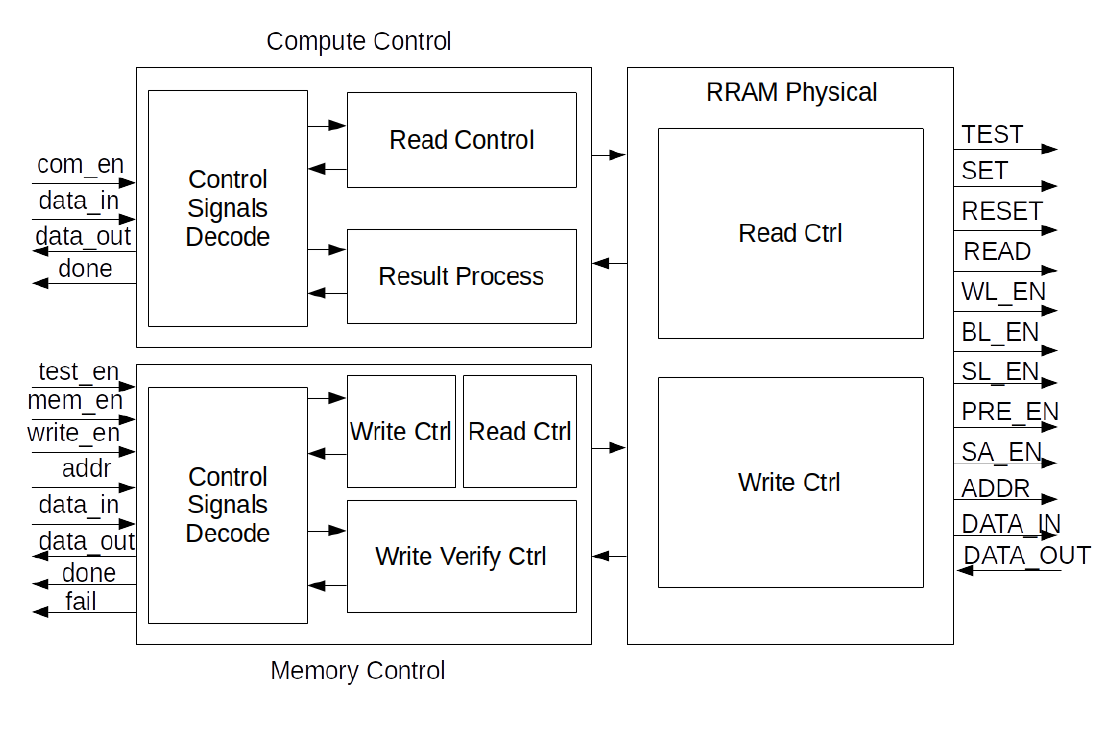 Compute Control
com_en
data_in
data_out
done
Control
Signals
Decode
Read Control
Result Process
test_en
mem_en
write_en
addr
data_in
data_out
done
fail
Control
Signals
Decode
Write Ctrl
Read Ctrl
Write Verify Ctrl
Memory Control
RRAM Physical
Read Ctrl
Write Ctrl
TEST
SET
RESET
READ
WL_EN
BL_EN
SL_EN
PRE_EN
SA_EN
ADDR
DATA_IN
DATA_OUT